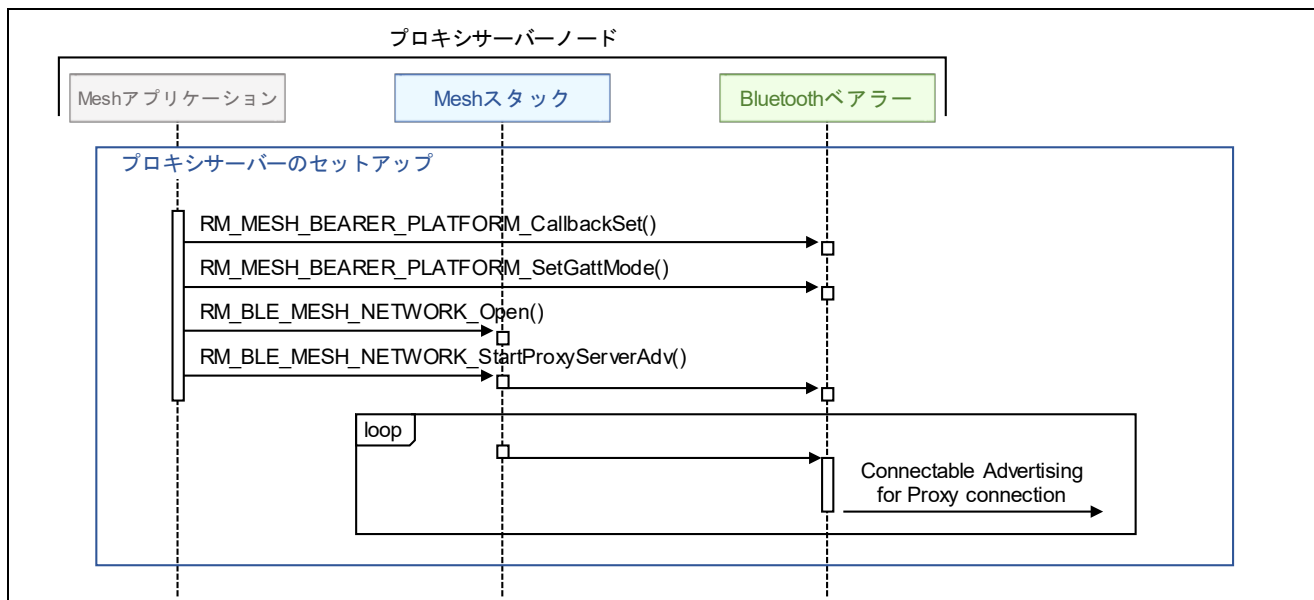 プロキシサーバーノード
Meshアプリケーション
Meshスタック
Bluetoothベアラー
プロキシサーバーのセットアップ
RM_MESH_BEARER_PLATFORM_CallbackSet()
RM_MESH_BEARER_PLATFORM_SetGattMode()
RM_BLE_MESH_NETWORK_Open()
RM_BLE_MESH_NETWORK_StartProxyServerAdv()
loop
Connectable Advertising
for Proxy connection